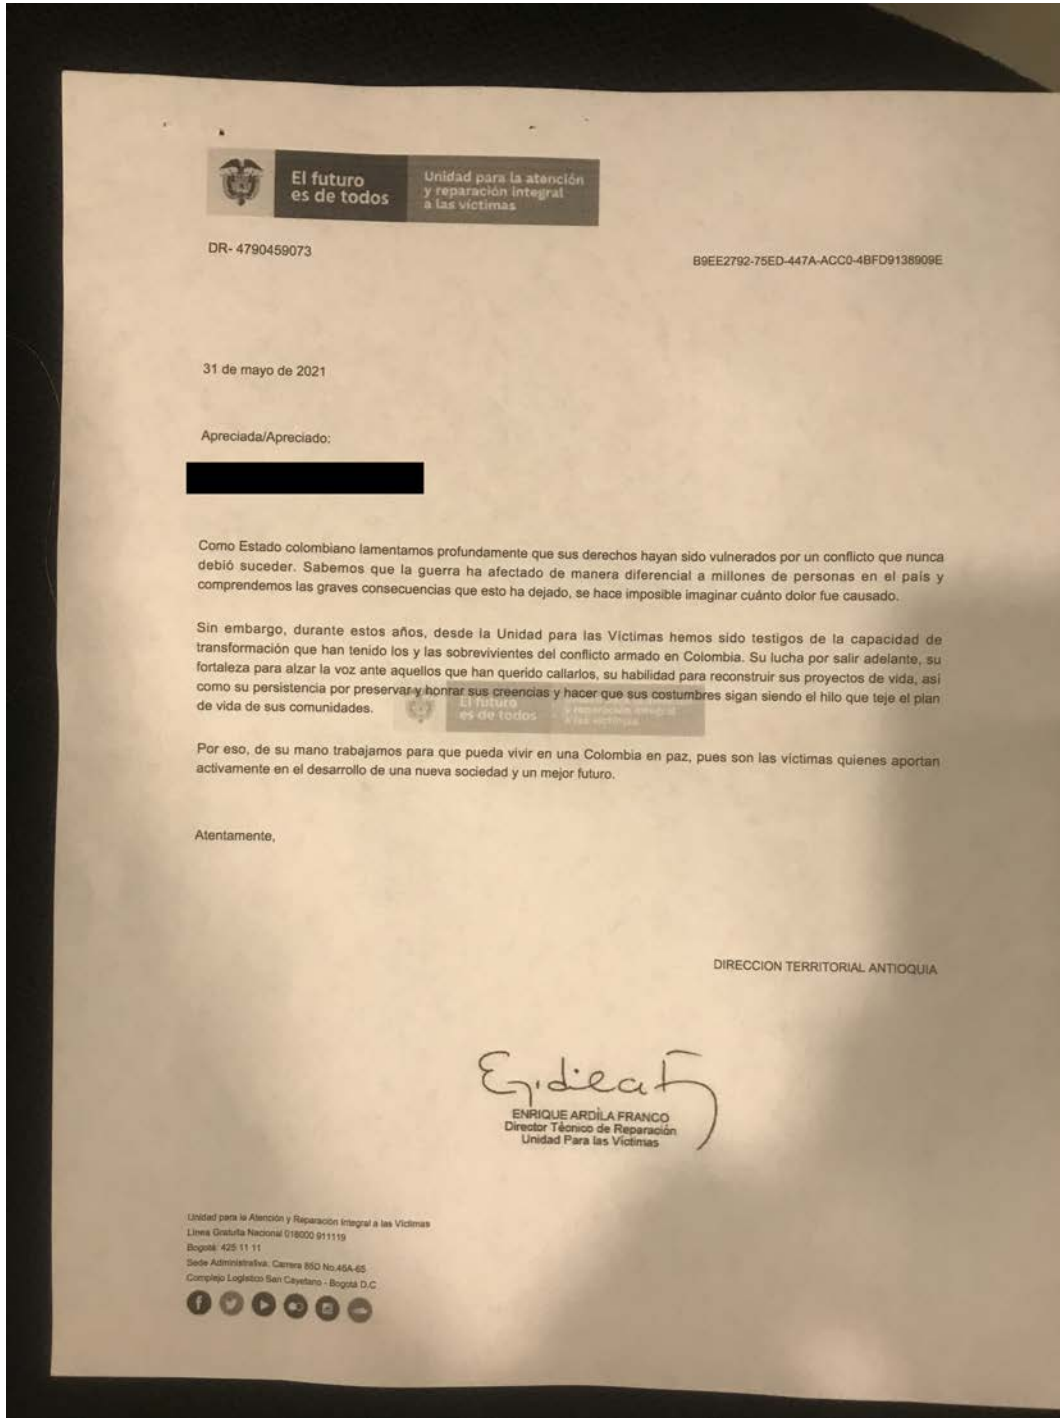 El futuro
es de todos
Unidad para la atención
y reparación integral
a las víctimas
DR- 4790459073
B9EE2792-75ED-447A-ACC0-4BFD9138909E
31 de mayo de 2021
Apreciada/Apreciado:
Como Estado colombiano lamentamos profundamente que sus derechos hayan sido vulnerados por un conflicto que nunca
debió suceder. Sabemos que la guerra ha afectado de manera diferencial a millones de personas en el país y
comprendemos las graves consecuencias que esto ha dejado, se hace imposible imaginar cuánto dolor fue causado.
Sin embargo, durante estos años, desde la Unidad para las Víctimas hemos sido testigos de la capacidad de
transformación que han tenido los y las sobrevivientes del conflicto armado en Colombia. Su lucha por salir adelante, su
fortaleza para alzar la voz ante aquellos que han querido callarlos, su habilidad para reconstruir sus proyectos de vida, así
como su persistencia por preservar y honrar sus creencias y hacer que sus costumbres sigan siendo el hilo que teje el plan
de vida de sus comunidades.
El futuro
es de todos
Por eso, de su mano trabajamos para que pueda vivir en una Colombia en paz, pues son las víctimas quienes aportan
activamente en el desarrollo de una nueva sociedad y un mejor futuro.
Atentamente,
DIRECCION TERRITORIAL ANTIOQUIA
ENRIQUE ARDILA FRANCO
Director Técnico de Reparación
Unidad Para las Víctimas
Unidad para la Atención y Reparación Integral a las Víctimas
Línea Gratuita Nacional 018000 911119
Bogotá: 425 11 11
Sede Administrativa: Carrera 85D No.46A-65
Complejo Logístico San Cayetano - Bogotá D.C